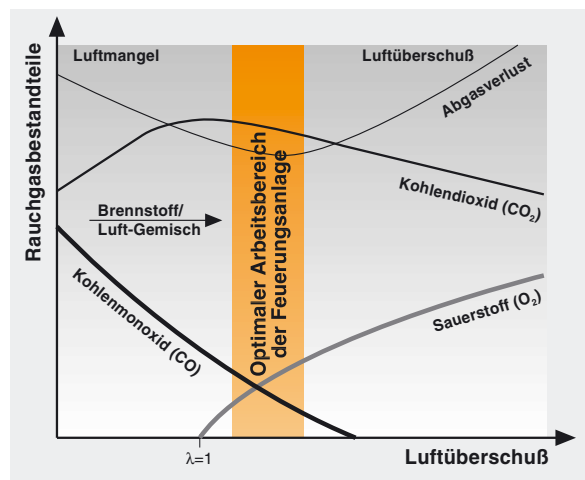 Luftmangel
Luftüberschuß
Abgasverlust
Rauchgasbestandteile
Kohlendioxid (CO₂)
Brennstoff/
Luft-Gemisch
Optimaler Arbeitsbereich
der Feuerungsanlage
Kohlenmonoxid (CO)
Sauerstoff (O₂)
λ=1
Luftüberschuß